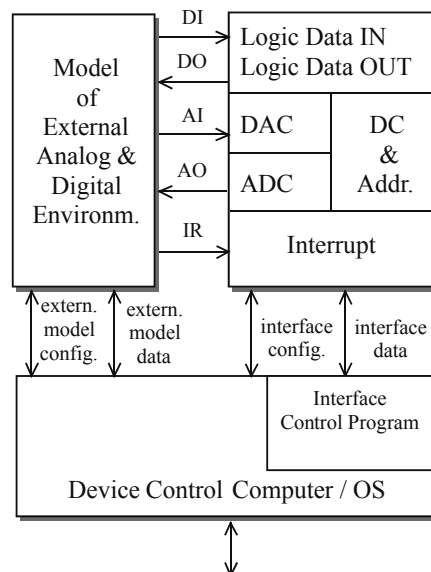 Model
of
External
Analog &
Digital
Environm.
DI
DO
AI
AO
IR
Logic Data IN
Logic Data OUT
DAC
ADC
DC
&
Addr.
Interrupt
extern.
model
config.
extern.
model
data
interface
config.
interface
data
Interface
Control Program
Device Control Computer / OS